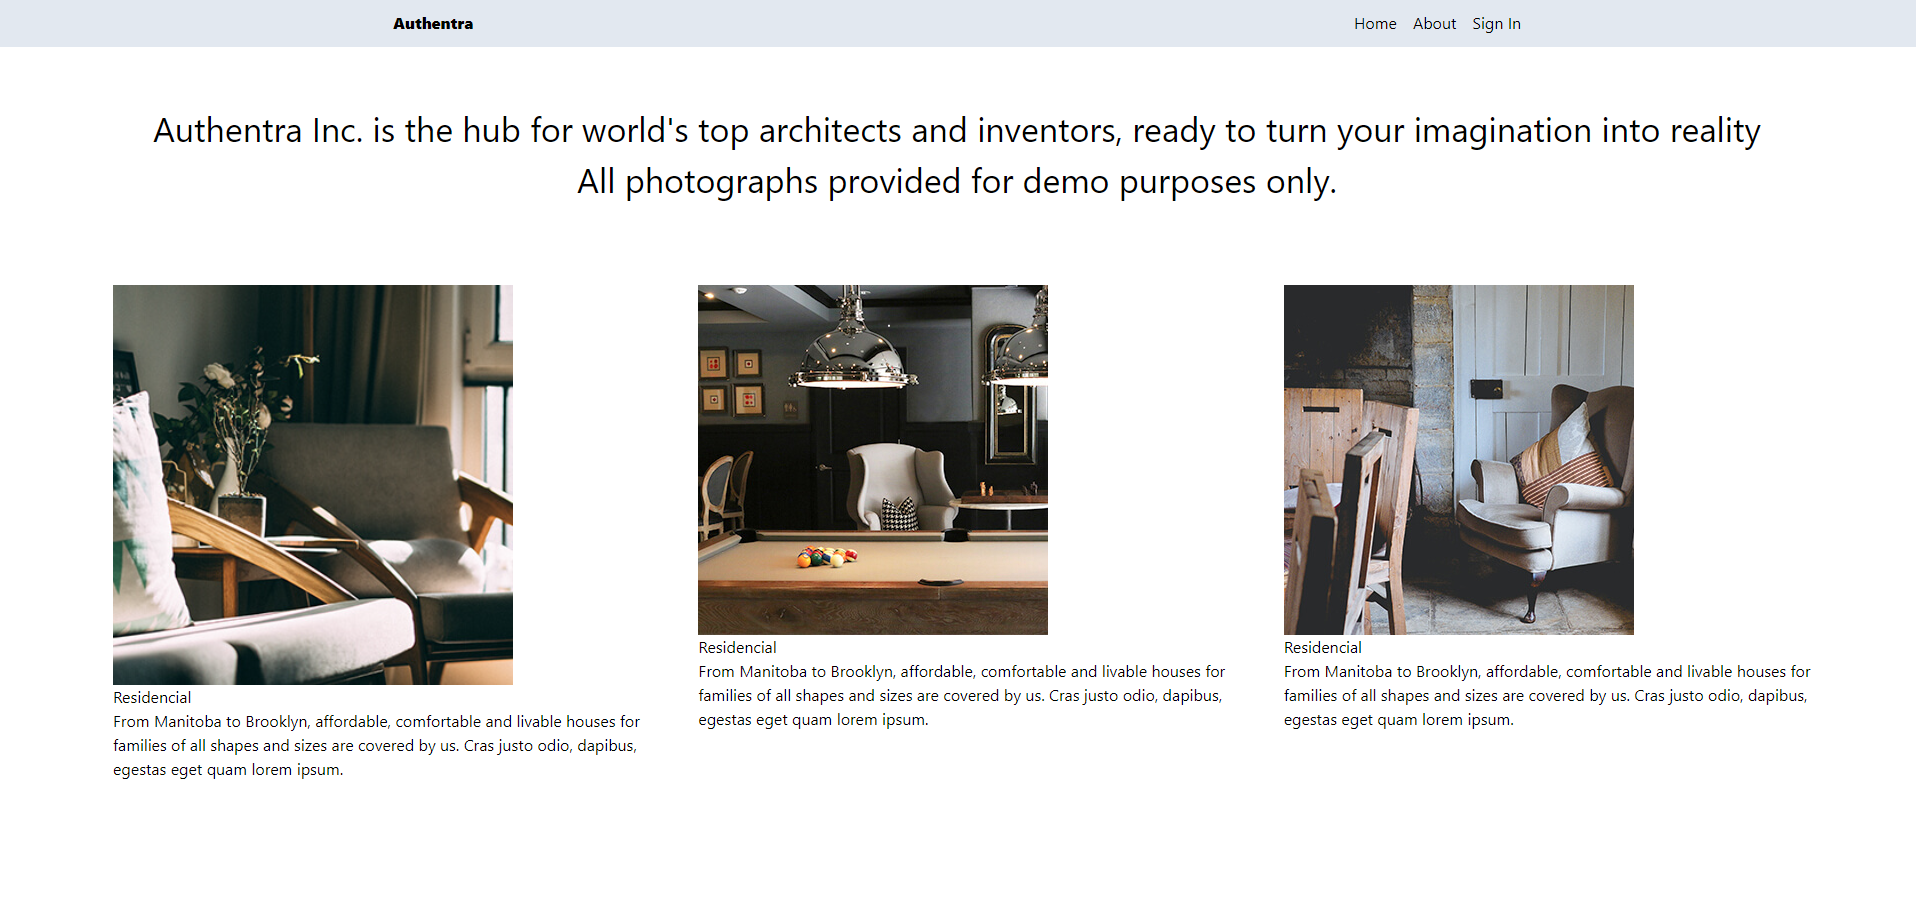 Authentra
Home About Sign In
Authentra Inc. is the hub for world's top architects and inventors, ready to turn your imagination into reality
All photographs provided for demo purposes only.
Residencial
From Manitoba to Brooklyn, affordable, comfortable and livable houses for
families of all shapes and sizes are covered by us. Cras justo odio, dapibus,
egestas eget quam lorem ipsum.
Residencial
From Manitoba to Brooklyn, affordable, comfortable and livable houses for
families of all shapes and sizes are covered by us. Cras justo odio, dapibus,
egestas eget quam lorem ipsum.
Residencial
From Manitoba to Brooklyn, affordable, comfortable and livable houses for
families of all shapes and sizes are covered by us. Cras justo odio, dapibus,
egestas eget quam lorem ipsum.